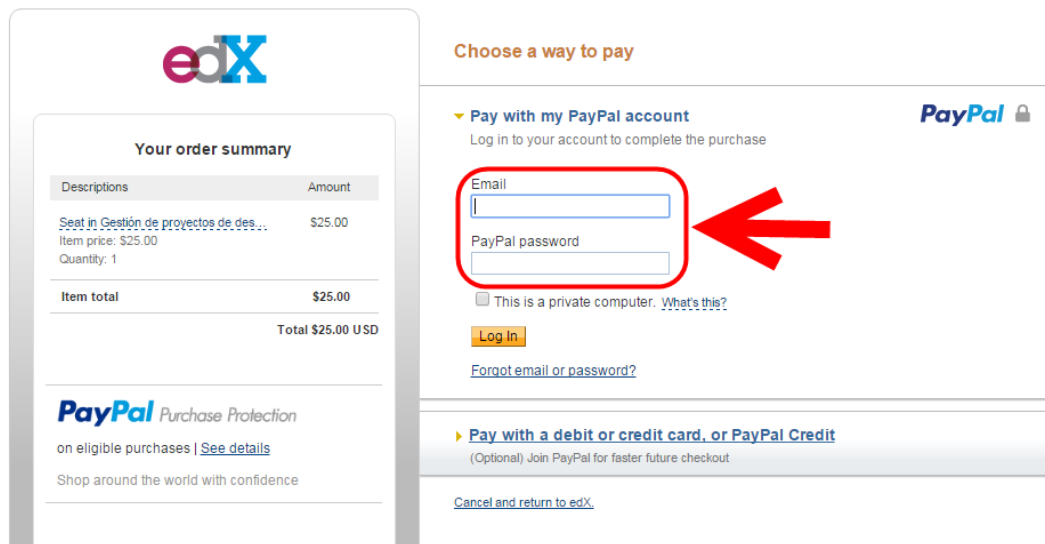 edX
Your order summary
Descriptions Amount
Seat in Gestión de proyectos de des... $25.00
Item price: $25.00
Quantity: 1
Item total $25.00
Total $25.00 USD
PayPal Purchase Protection
on eligible purchases | See details
Shop around the world with confidence
Choose a way to pay
Pay with my PayPal account
PayPal
Log in to your account to complete the purchase
Email
PayPal password
This is a private computer. What's this?
Log In
Forgot email or password?
Pay with a debit or credit card, or PayPal Credit
(Optional) Join PayPal for faster future checkout
Cancel and return to edX.